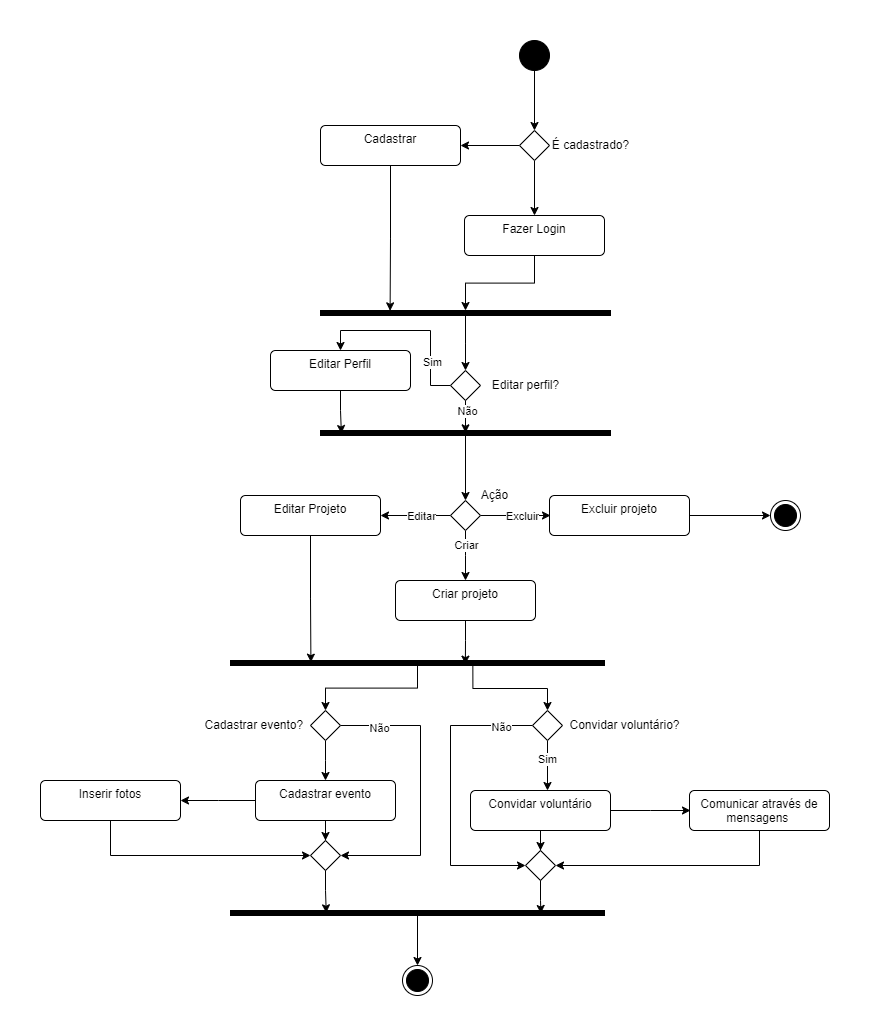 Cadastrar
É cadastrado?
Fazer Login
Editar Perfil
Sim
Editar perfil?
Não
Ação
Editar Projeto
Editar
Excluir
Excluir projeto
Criar
Criar projeto
Cadastrar evento?
Não
Não
Convidar voluntário?
Sim
Inserir fotos
Cadastrar evento
Convidar voluntário
Comunicar através de
mensagens